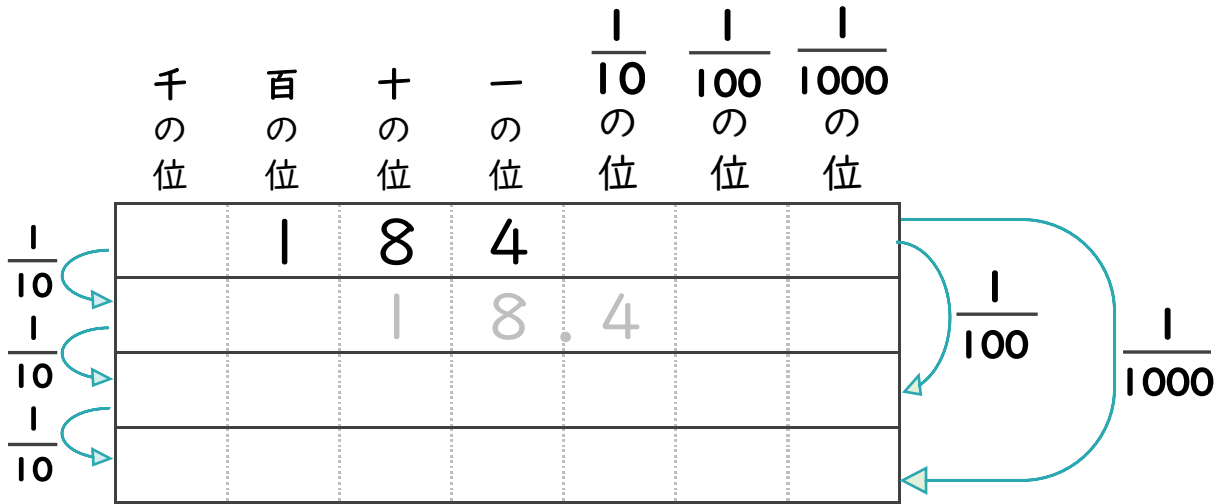 千の位
百の位
十の位
一の位
1/10の位
1/100の位
1/1000の位
1 8 4
1 8 . 4
1/10
1/10
1/10
1/100
1/1000